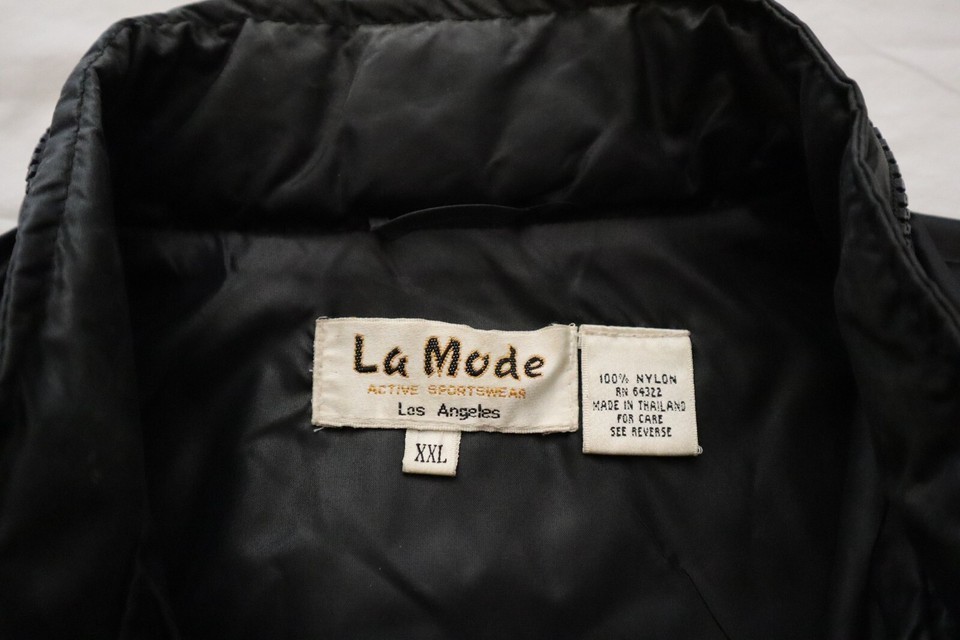 La Mode
ACTIVE SPORTSWEAR
Los Angeles
XXL
100% NYLON
RN 64322
MADE IN THAILAND
FOR CARE
SEE REVERSE